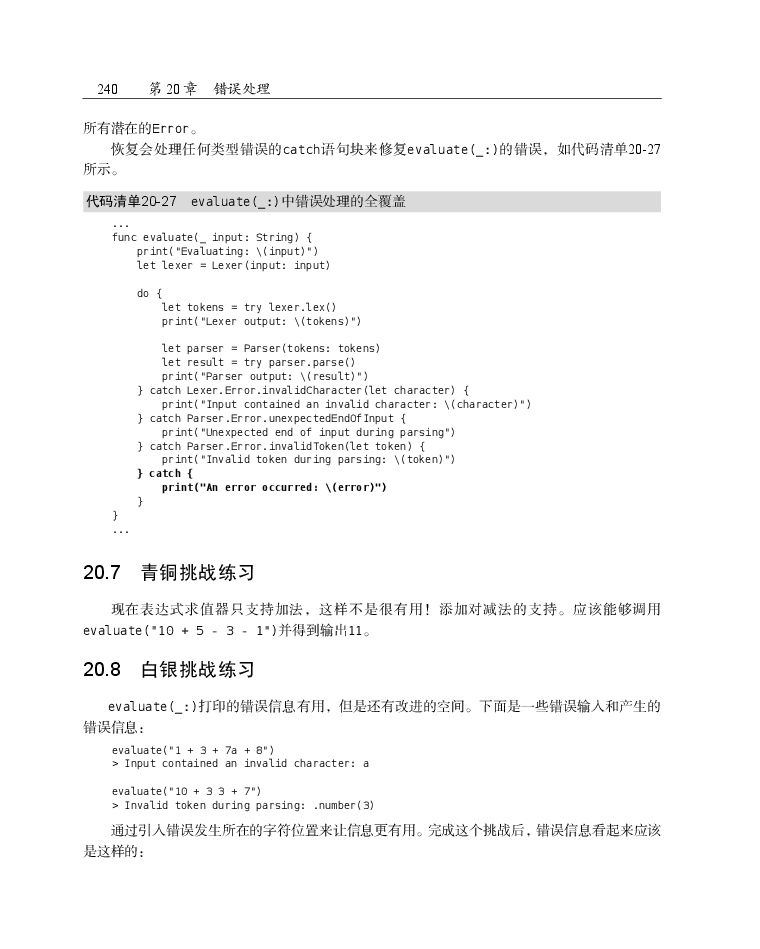 240 第 20 章 错误处理
所有潜在的Error。
恢复会处理任何类型错误的catch语句块来修复evaluate(_:)的错误，如代码清单20-27
所示。
代码清单20-27 evaluate(_:)中错误处理的全覆盖
...
func evaluate(_ input: String) {
    print("Evaluating: \(input)")
    let lexer = Lexer(input: input)
    do {
        let tokens = try lexer.lex()
        print("Lexer output: \(tokens)")
        let parser = Parser(tokens: tokens)
        let result = try parser.parse()
        print("Parser output: \(result)")
    } catch Lexer.Error.invalidCharacter(let character) {
        print("Input contained an invalid character: \(character)")
    } catch Parser.Error.unexpectedEndOfInput {
        print("Unexpected end of input during parsing")
    } catch Parser.Error.invalidToken(let token) {
        print("Invalid token during parsing: \(token)")
    } catch {
        print("An error occurred: \(error)")
    }
}
...
20.7 青铜挑战练习
现在表达式求值器只支持加法，这样不是很有用！添加对减法的支持。应该能够调用
evaluate("10 + 5 - 3 - 1")并得到输出11。
20.8 白银挑战练习
evaluate(_:)打印的错误信息有用，但是还有改进的空间。下面是一些错误输入和产生的
错误信息：
evaluate("1 + 3 + 7a + 8")
> Input contained an invalid character: a
evaluate("10 + 3 3 + 7")
> Invalid token during parsing: .number(3)
通过引入错误发生所在的字符位置来让信息更有用。完成这个挑战后，错误信息看起来应该
是这样的：